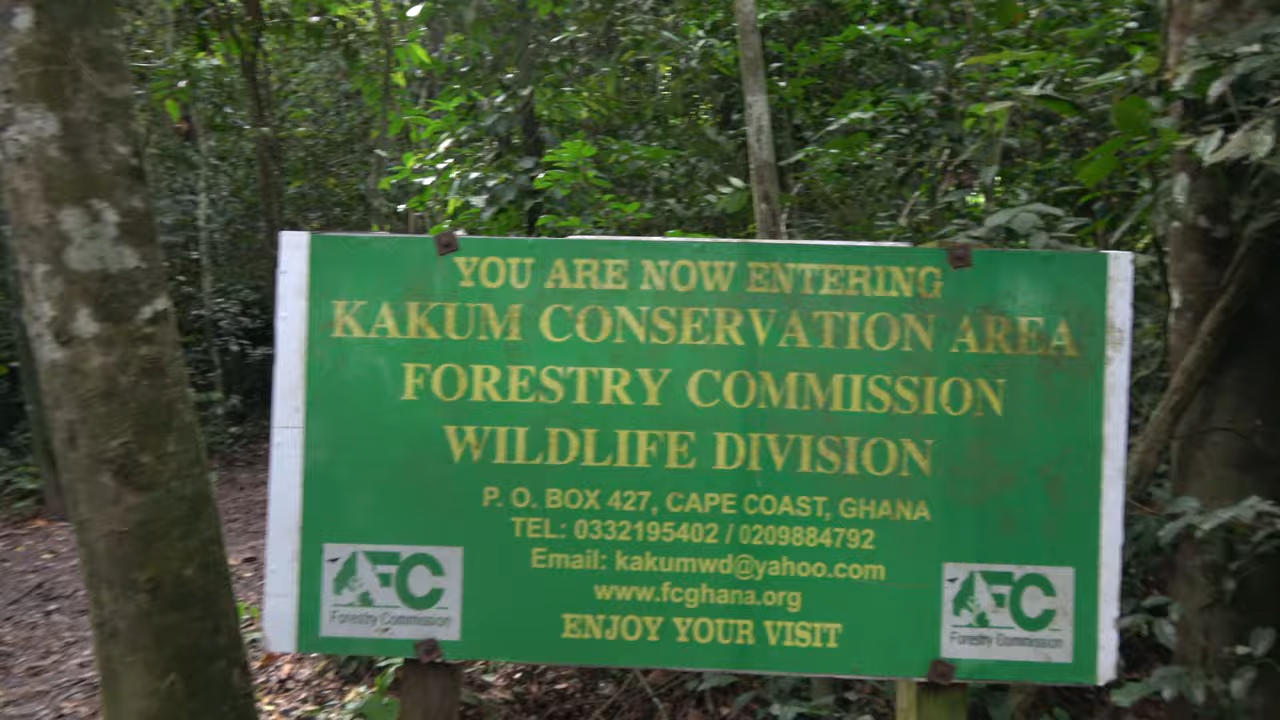 YOU ARE NOW ENTERING
KAKUM CONSERVATION AREA
FORESTRY COMMISSION
WILDLIFE DIVISION
P. O. BOX 427, CAPE COAST, GHANA
TEL: 0332195402 / 0209884792
Email: kakumwd@yahoo.com
www.fcghana.org
ENJOY YOUR VISIT
FC
Forestry Commission
FC
Forestry Commission